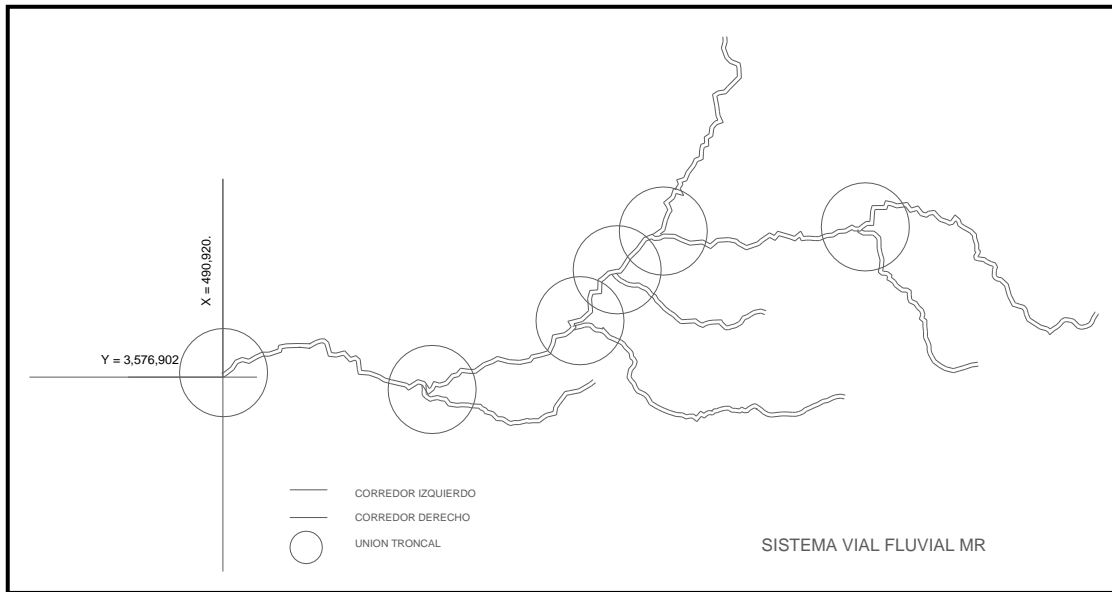 X = 490,920.
Y = 3,576,902
CORREDOR IZQUIERDO
CORREDOR DERECHO
UNION TRONCAL
SISTEMA VIAL FLUVIAL MR